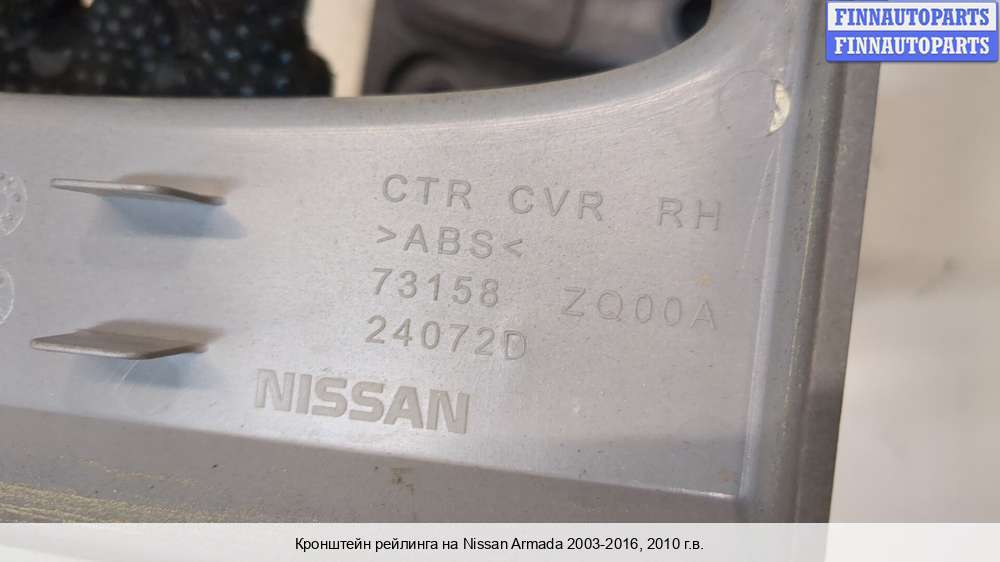 FINNAUTOPARTS
FINNAUTOPARTS
CTR CVR RH
>ABS<
73158 ZQ00A
24072D
NISSAN
Кронштейн рейлинга на Nissan Armada 2003-2016, 2010 г.в.